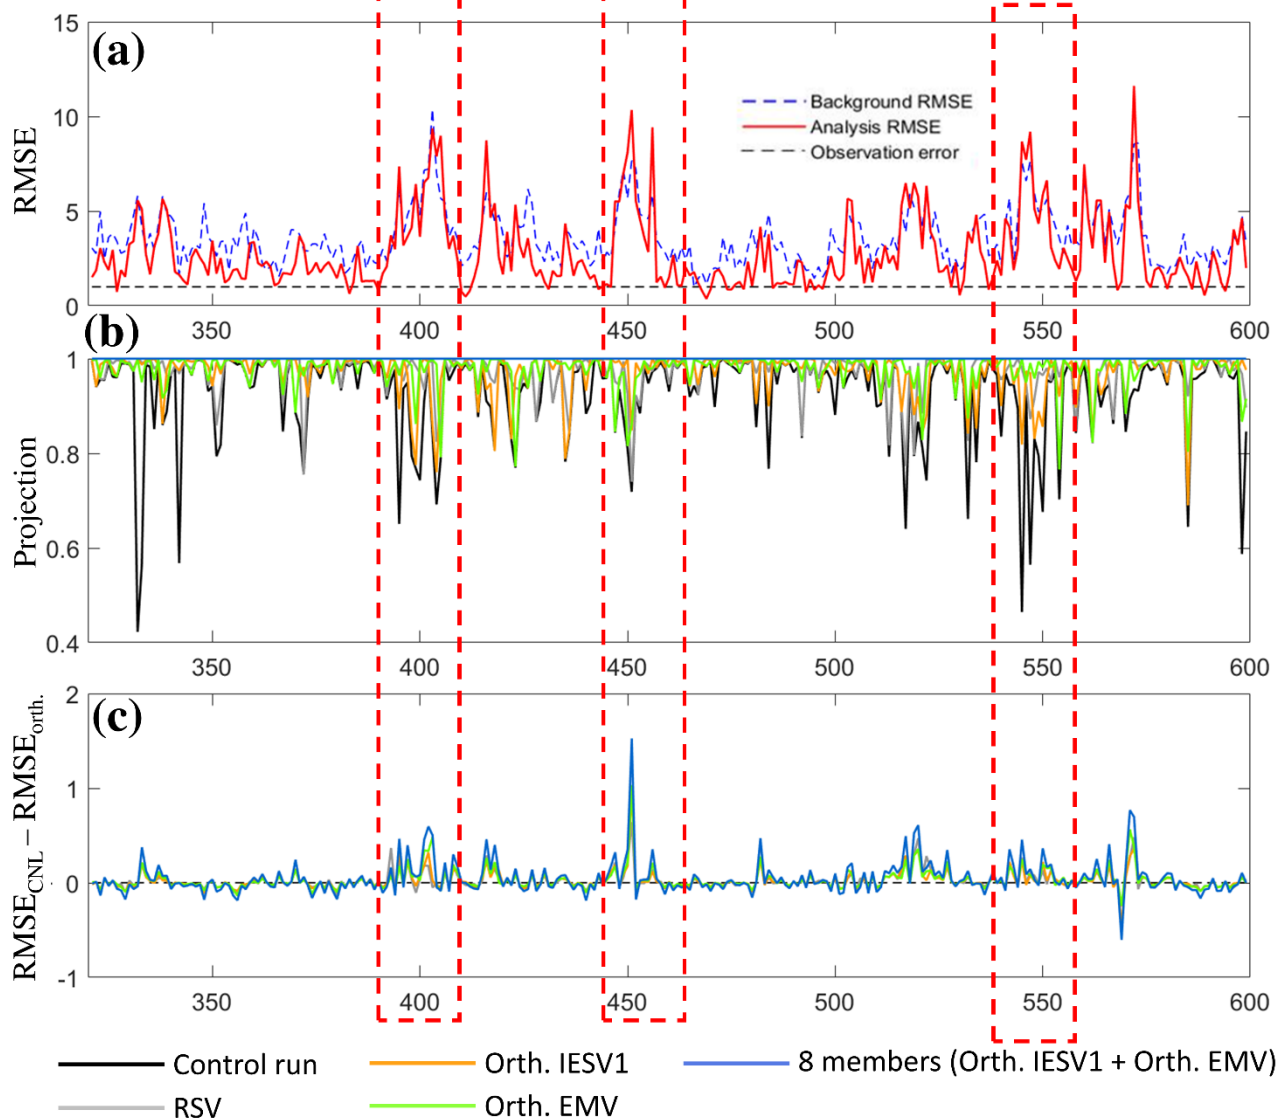 (a)
RMSE
15
10
5
0
Background RMSE
Analysis RMSE
Observation error
350 400 450 500 550 600
(b)
Projection
1
0.8
0.6
0.4
350 400 450 500 550 600
(c)
RMSE_CNL – RMSE_orth.
2
1
0
-1
350 400 450 500 550 600
Control run Orth. IESV1 8 members (Orth. IESV1 + Orth. EMV)
RSV Orth. EMV